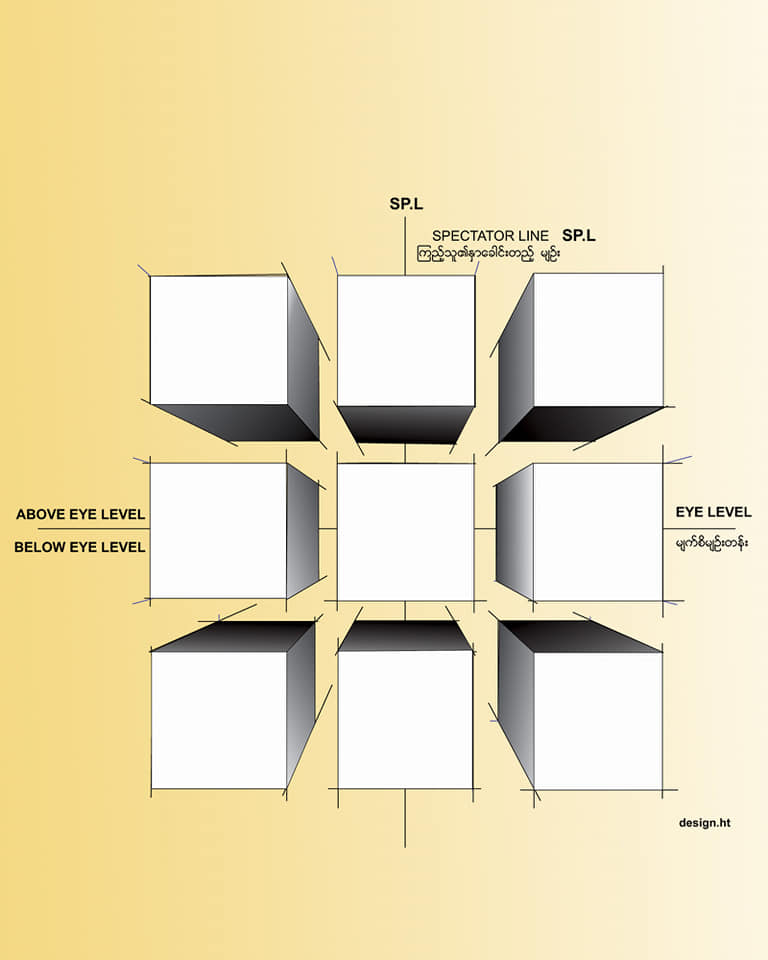 SP.L
SPECTATOR LINE SP.L
ကြည့်သူ၏နှာခေါင်းတည့် မျဉ်း
ABOVE EYE LEVEL
EYE LEVEL
BELOW EYE LEVEL
မျက်စိမျဉ်းတန်း
design.ht